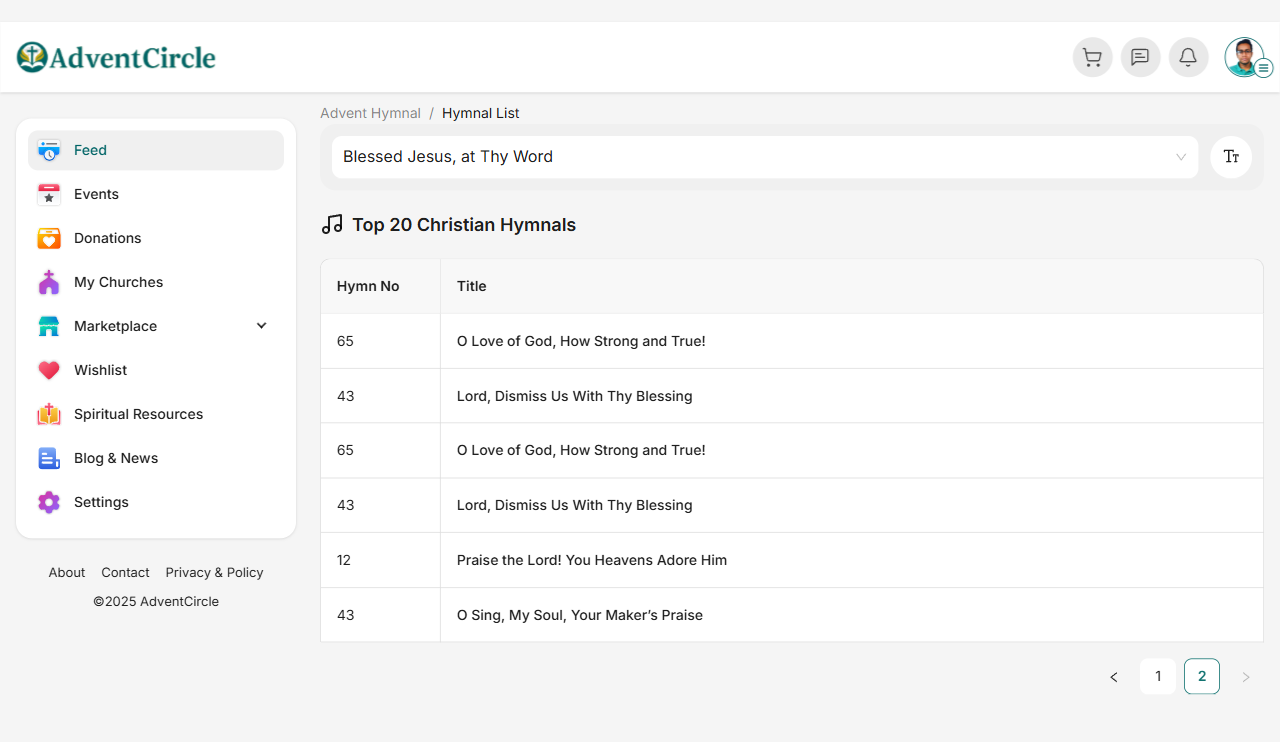 AdventCircle
Advent Hymnal / Hymnal List
Blessed Jesus, at Thy Word
Tт
Feed
Events
Donations
My Churches
Marketplace
Wishlist
Spiritual Resources
Blog & News
Settings
About Contact Privacy & Policy
©2025 AdventCircle
Top 20 Christian Hymnals
Hymn No Title
65 O Love of God, How Strong and True!
43 Lord, Dismiss Us With Thy Blessing
65 O Love of God, How Strong and True!
43 Lord, Dismiss Us With Thy Blessing
12 Praise the Lord! You Heavens Adore Him
43 O Sing, My Soul, Your Maker’s Praise
< 1 2 >